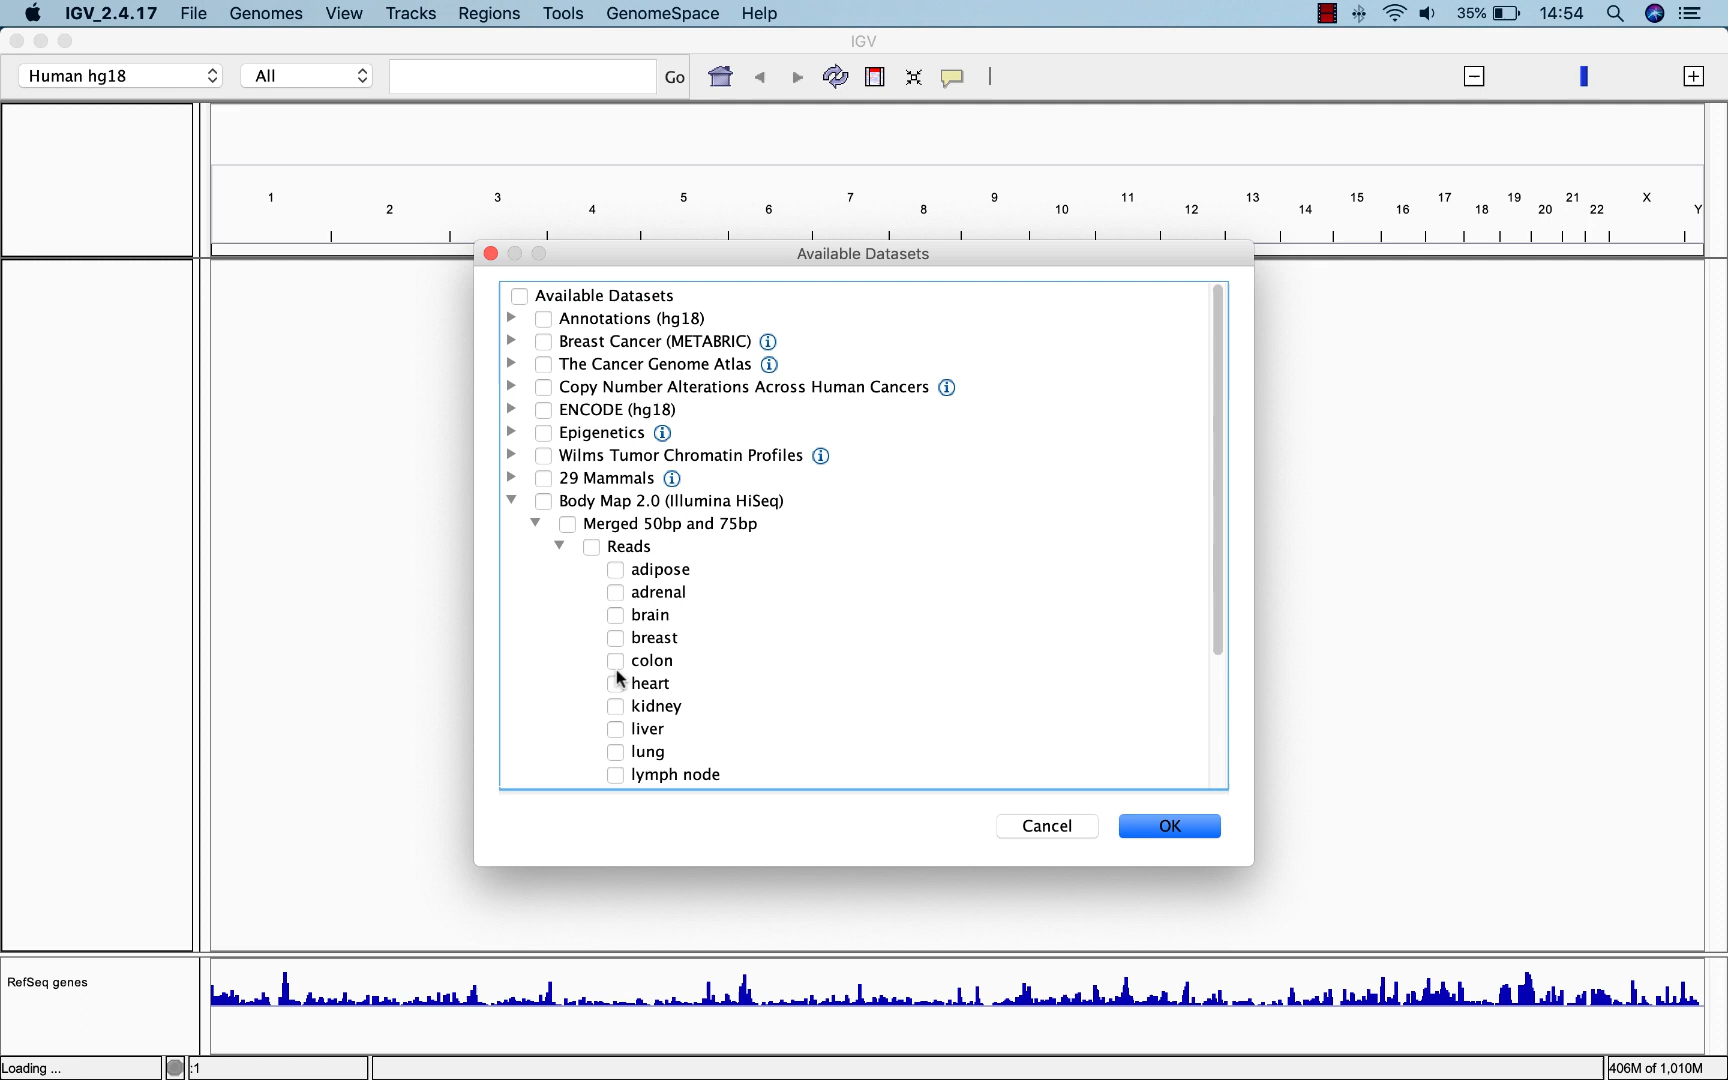 IGV_2.4.17 File Genomes View Tracks Regions Tools GenomeSpace Help 35% 14:54
IGV
Human hg18 All Go
1 2 3 4 5 6 7 8 9 10 11 12 13 14 15 16 17 18 19 20 21 22 X Y
Available Datasets
Available Datasets
Annotations (hg18)
Breast Cancer (METABRIC)
The Cancer Genome Atlas
Copy Number Alterations Across Human Cancers
ENCODE (hg18)
Epigenetics
Wilms Tumor Chromatin Profiles
29 Mammals
Body Map 2.0 (Illumina HiSeq)
Merged 50bp and 75bp
Reads
adipose
adrenal
brain
breast
colon
heart
kidney
liver
lung
lymph node
Cancel OK
RefSeq genes
Loading ... :1 406M of 1,010M